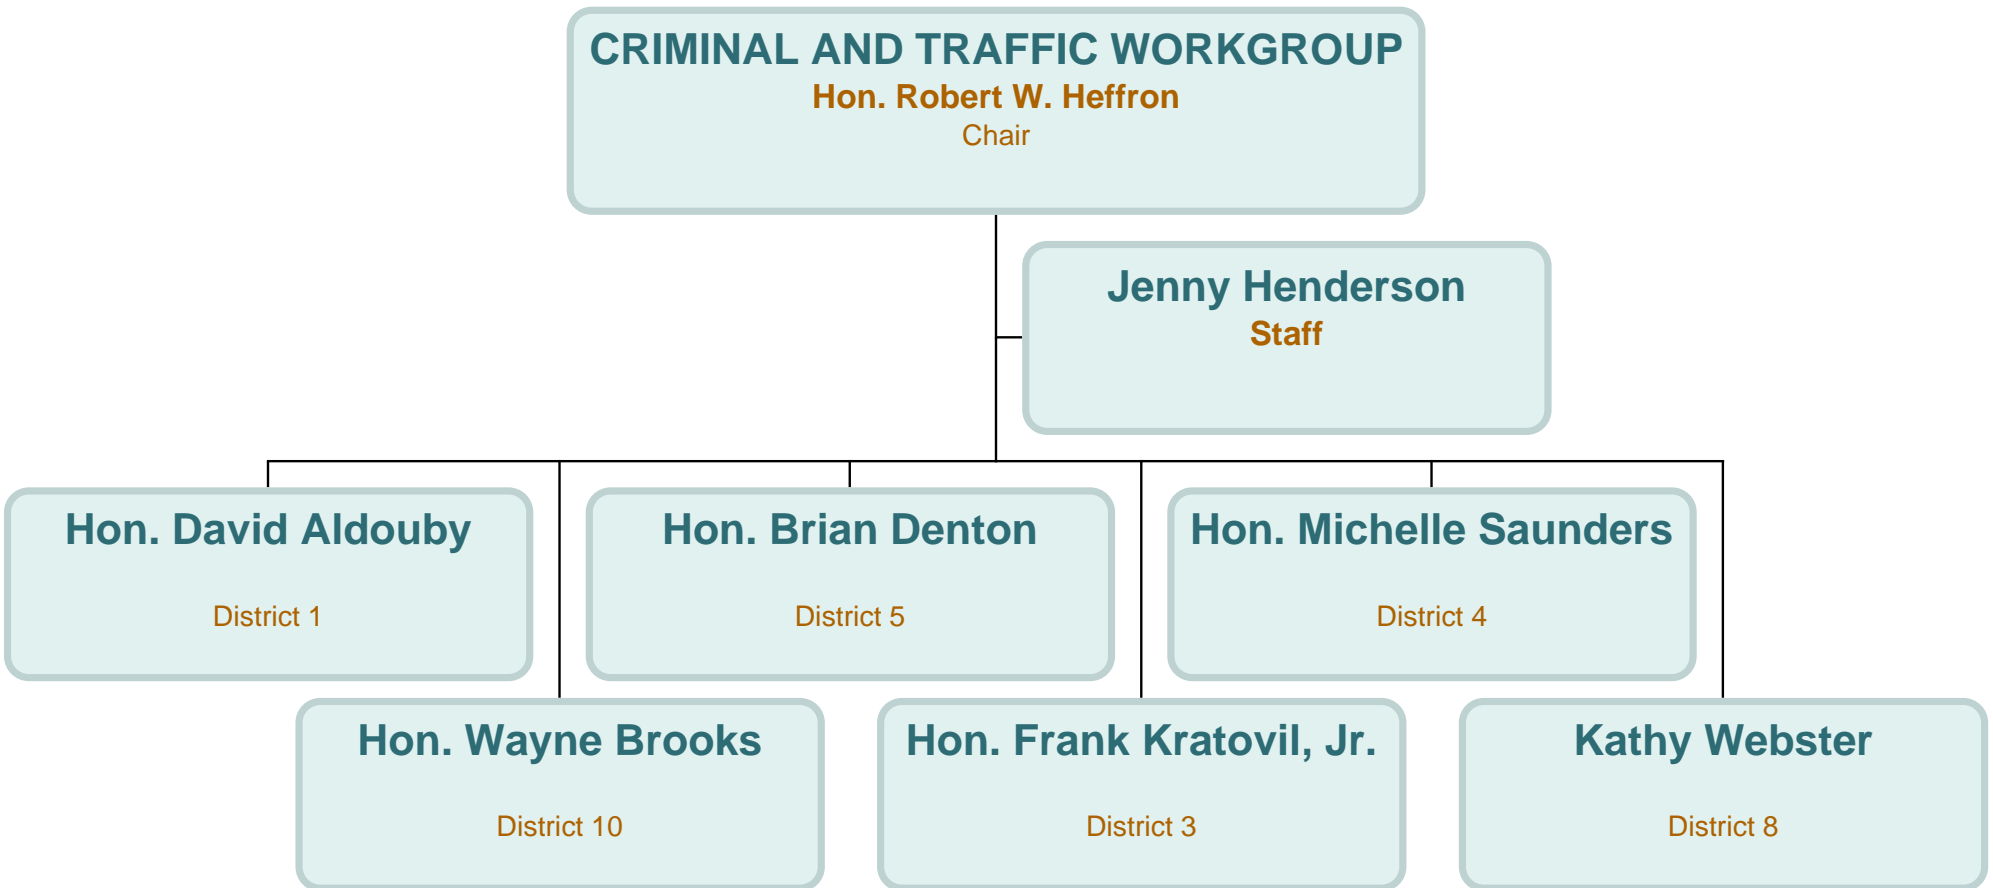 CRIMINAL AND TRAFFIC WORKGROUP
Hon. Robert W. Heffron
Chair
Jenny Henderson
Staff
Hon. David Aldouby
District 1
Hon. Brian Denton
District 5
Hon. Michelle Saunders
District 4
Hon. Wayne Brooks
District 10
Hon. Frank Kratovil, Jr.
District 3
Kathy Webster
District 8